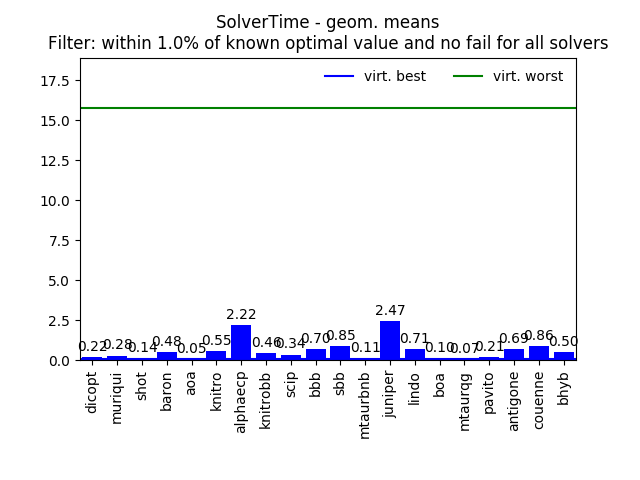 SolverTime - geom. means
Filter: within 1.0% of known optimal value and no fail for all solvers
virt. best
virt. worst
17.5
15.0
12.5
10.0
7.5
5.0
2.5
0.0
0.22
0.28
0.14
0.48
0.05
0.55
2.22
0.46
0.34
0.70
0.85
0.11
2.47
0.71
0.10
0.07
0.21
0.69
0.86
0.50
dicopt
muriqui
shot
baron
aoa
knitro
alphaecp
knitrobb
scip
bbb
sbb
mtaurbnb
juniper
lindo
boa
mtaurqg
pavito
antigone
couenne
bhyb